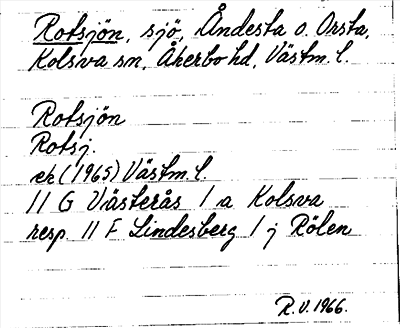 Rotsjön, sjö, Åndesta o. Orsta,
Kolsva sn, Åkerbo hd, Västm. l.
Rotsjön
Rotsj.
ek (1965) Västm. l.
11 G Västerås 1 a Kolsva
resp. 11 F Lindesberg 1 j Rölen
R.V. 1966.